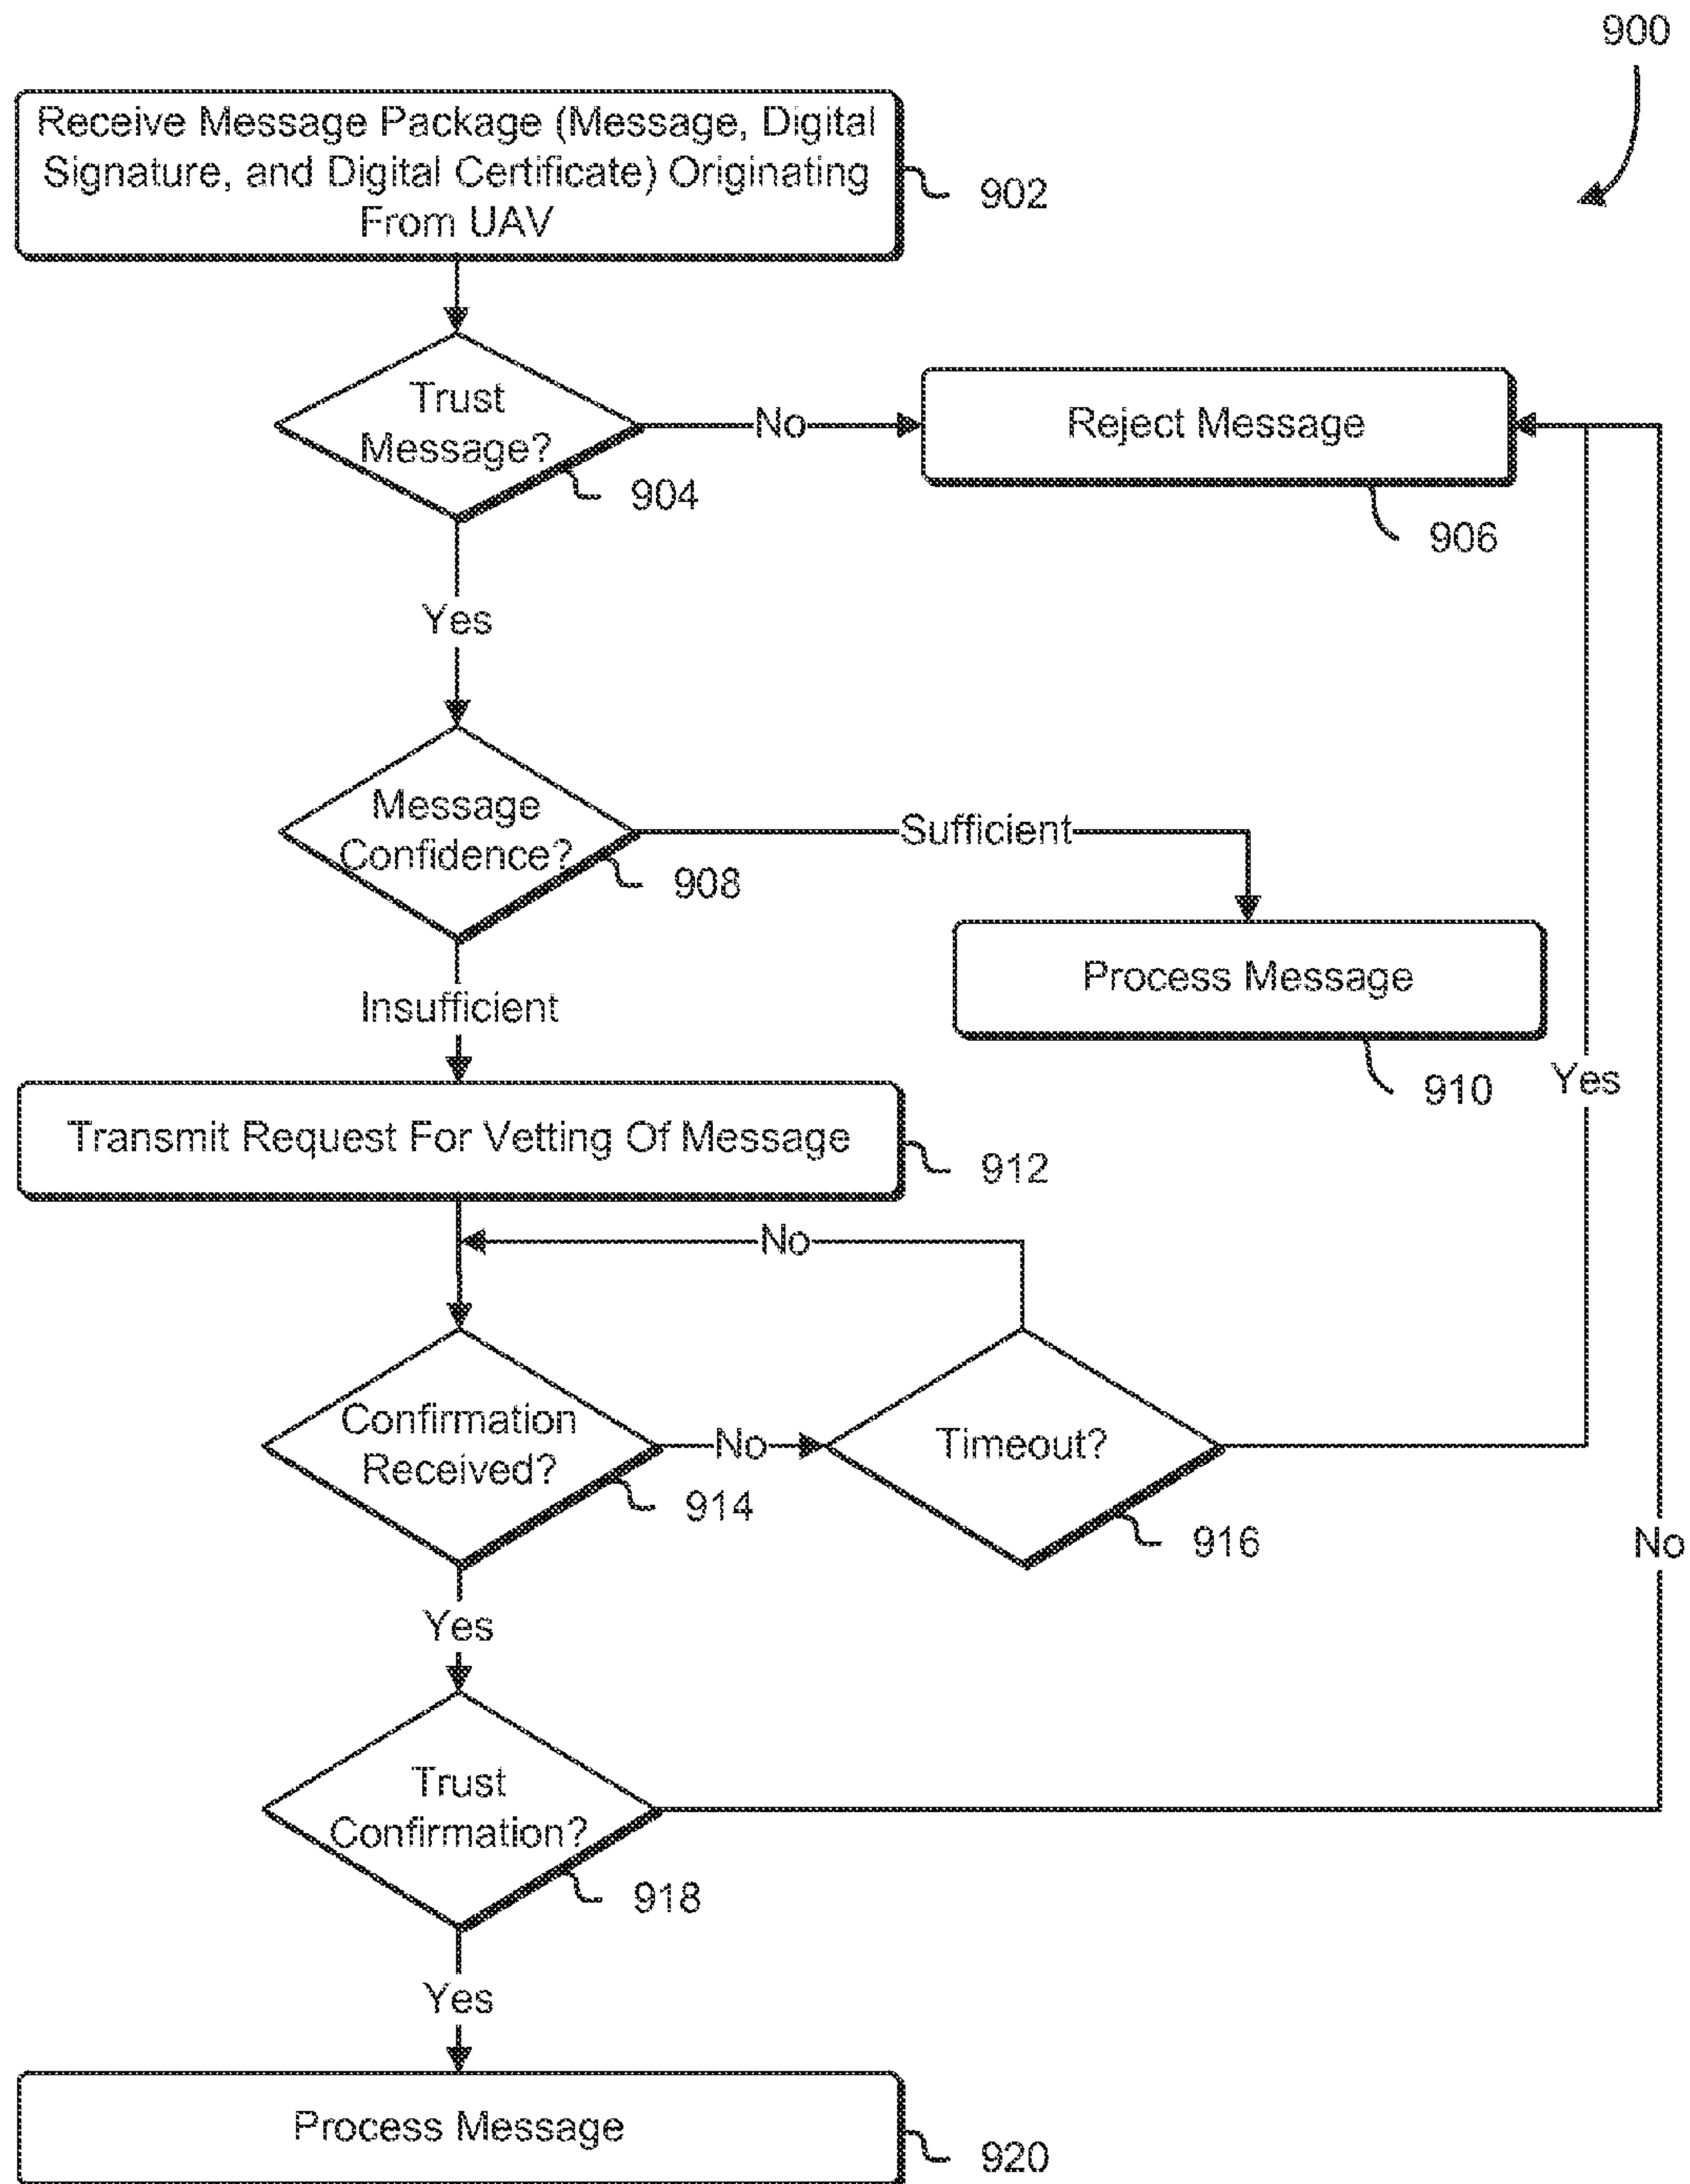 900
Receive Message Package (Message, Digital
Signature, and Digital Certificate) Originating
From UAV
902
Trust
Message?
904
No
Reject Message
906
Yes
Message
Confidence?
908
Sufficient
Process Message
910
Insufficient
Yes
Transmit Request For Vetting Of Message
912
No
Confirmation
Received?
914
No
Timeout?
916
No
Yes
Trust
Confirmation?
918
Yes
Process Message
920